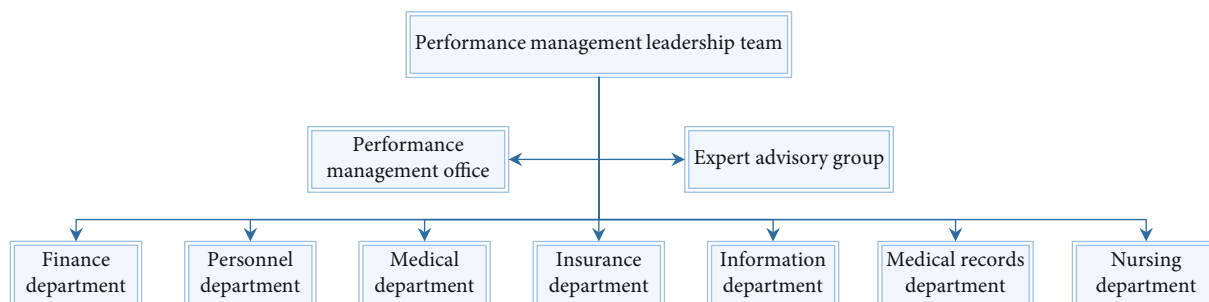 Performance management leadership team
Performance
management office
Expert advisory group
Finance
department
Personnel
department
Medical
department
Insurance
department
Information
department
Medical records
department
Nursing
department